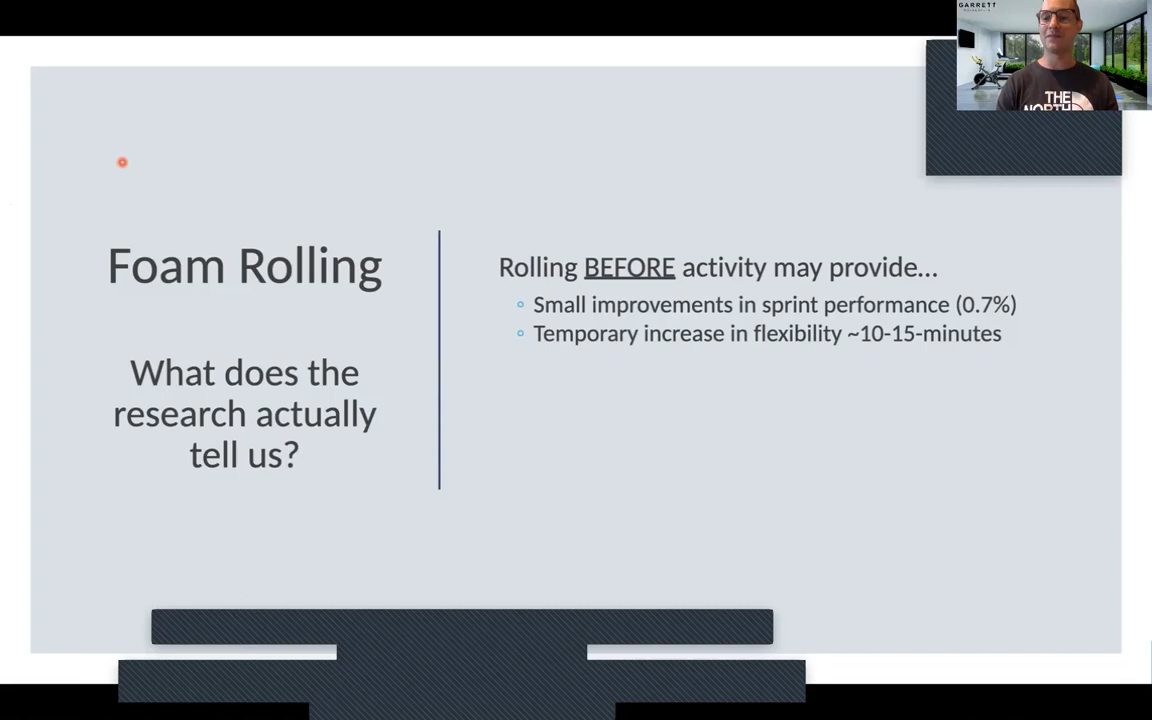 GARRETT
THE
NORTH
Foam Rolling
What does the
research actually
tell us?
Rolling BEFORE activity may provide...
Small improvements in sprint performance (0.7%)
Temporary increase in flexibility ~10-15-minutes